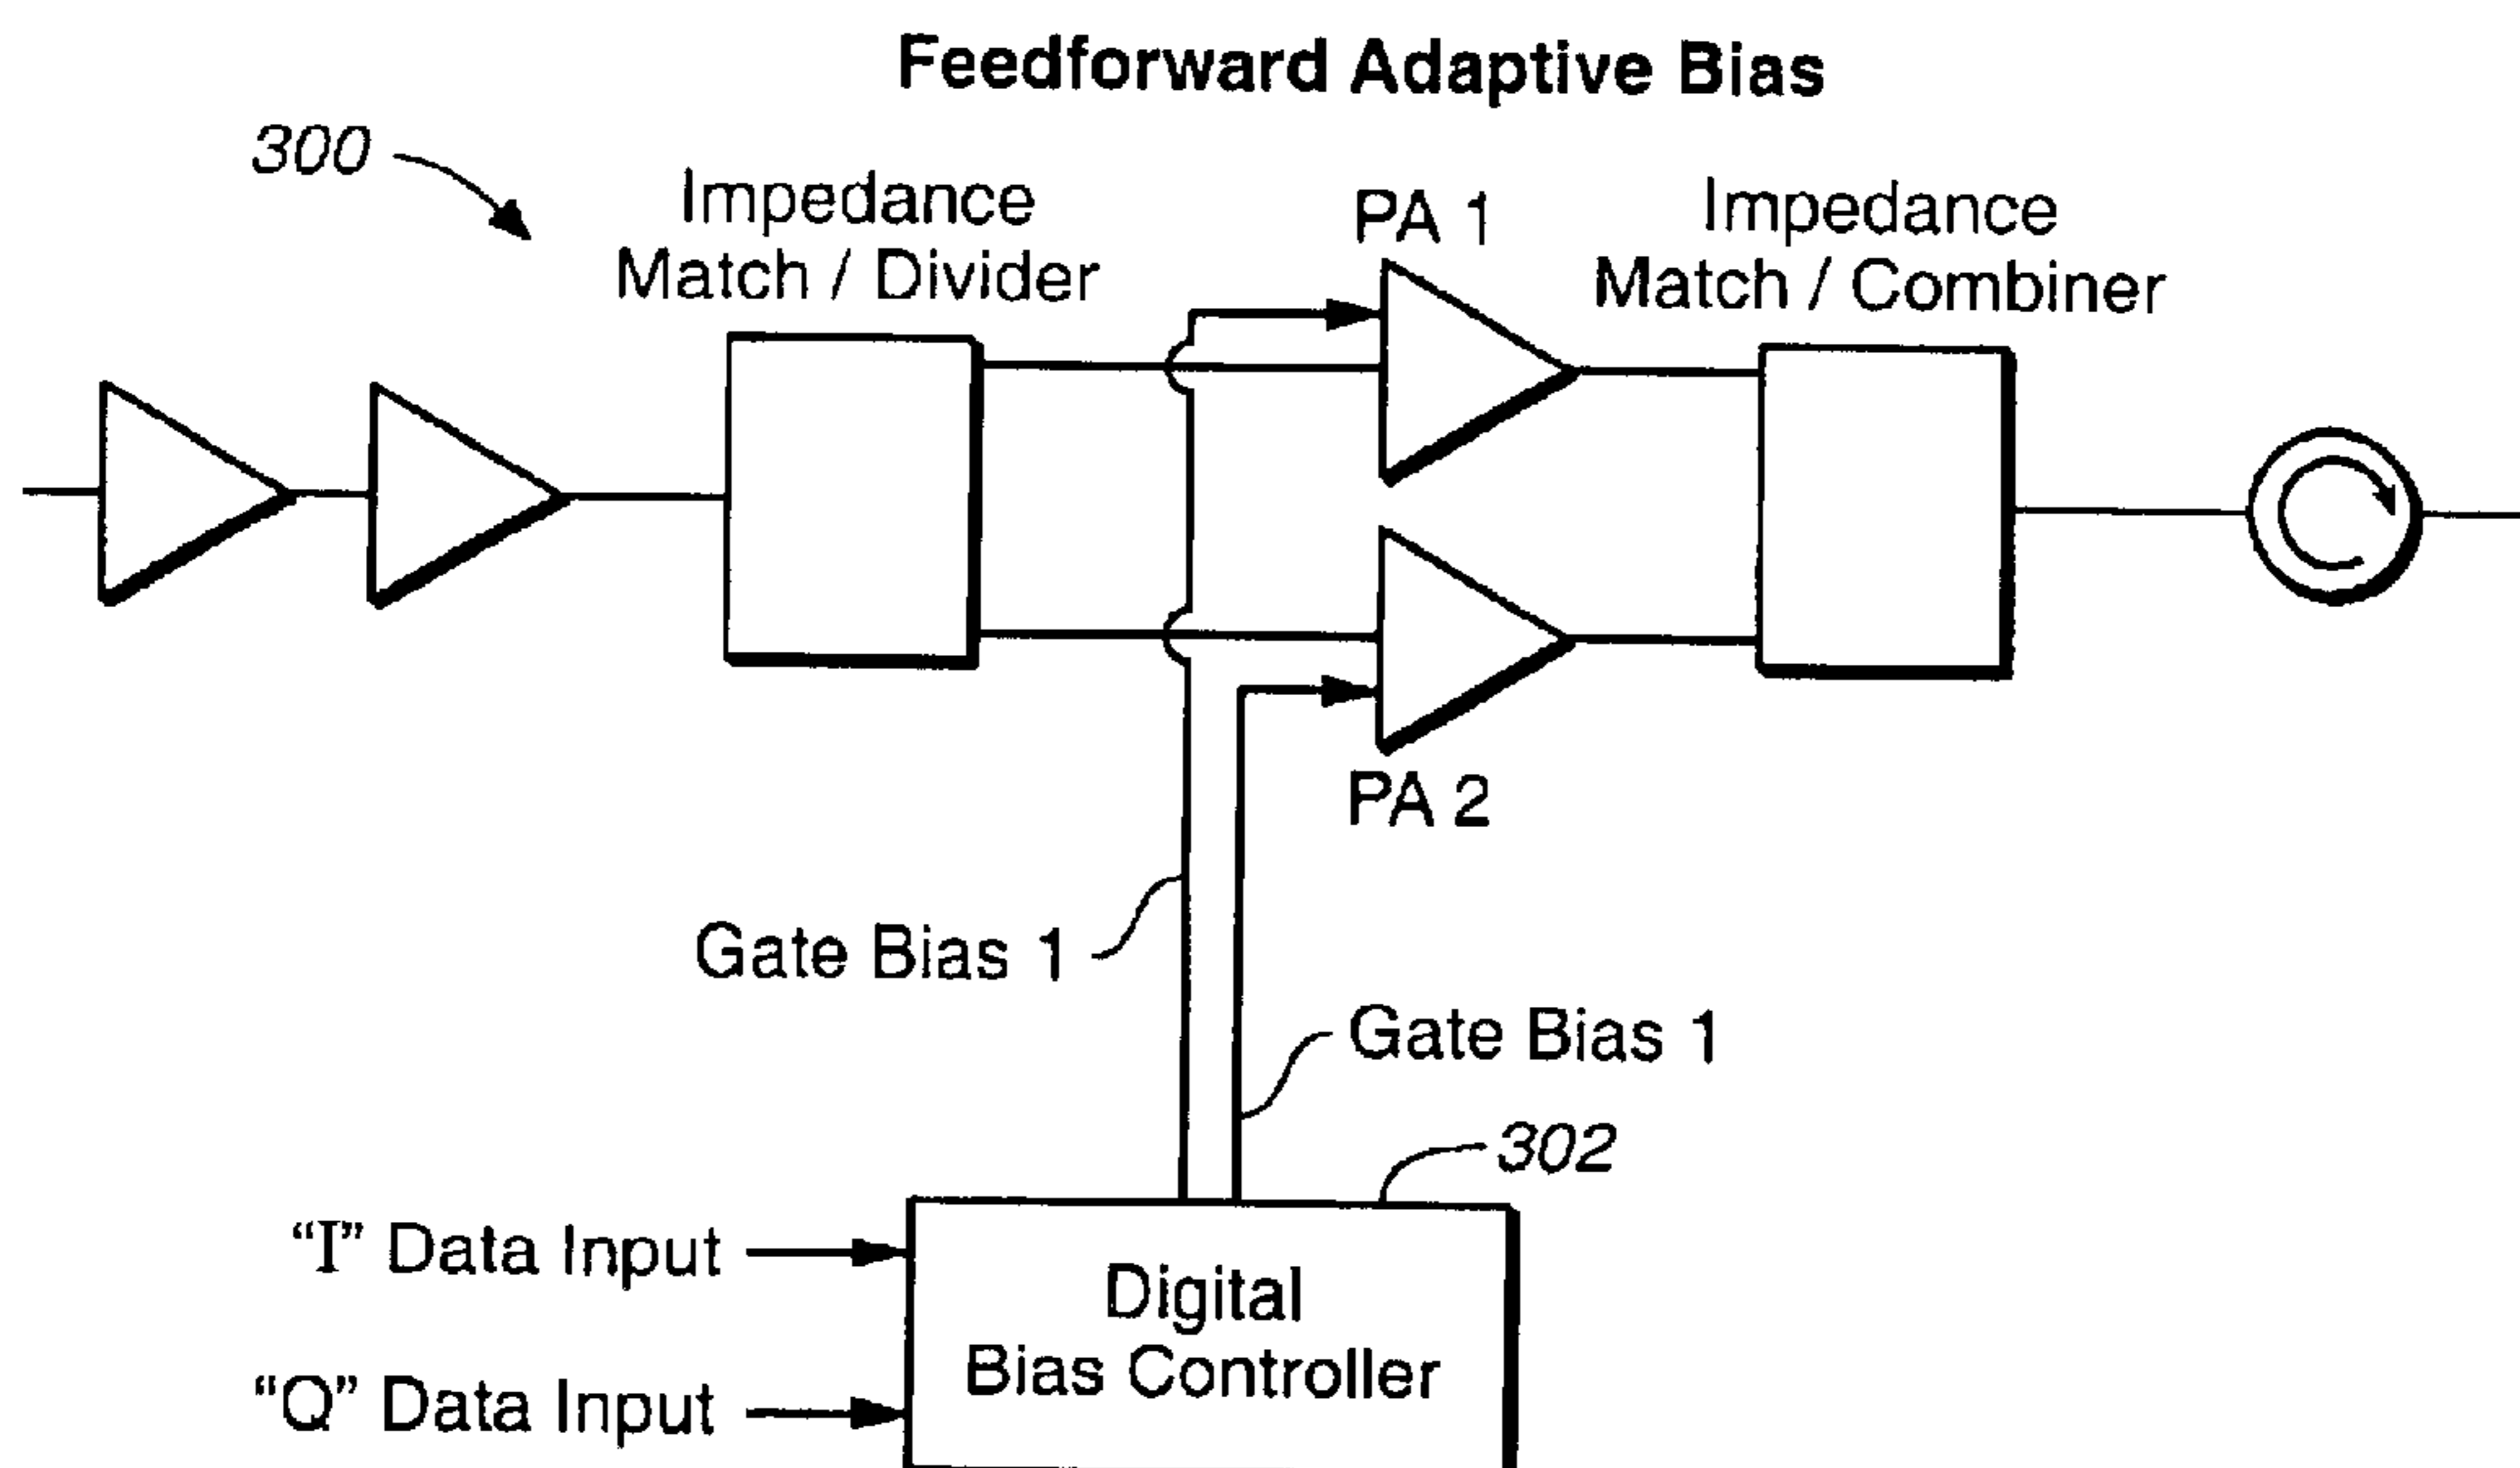 Feedforward Adaptive Bias
300
Impedance
Match / Divider
PA 1
Impedance
Match / Combiner
PA 2
Gate Bias 1
Gate Bias 1
302
“I” Data Input
“Q” Data Input
Digital
Bias Controller